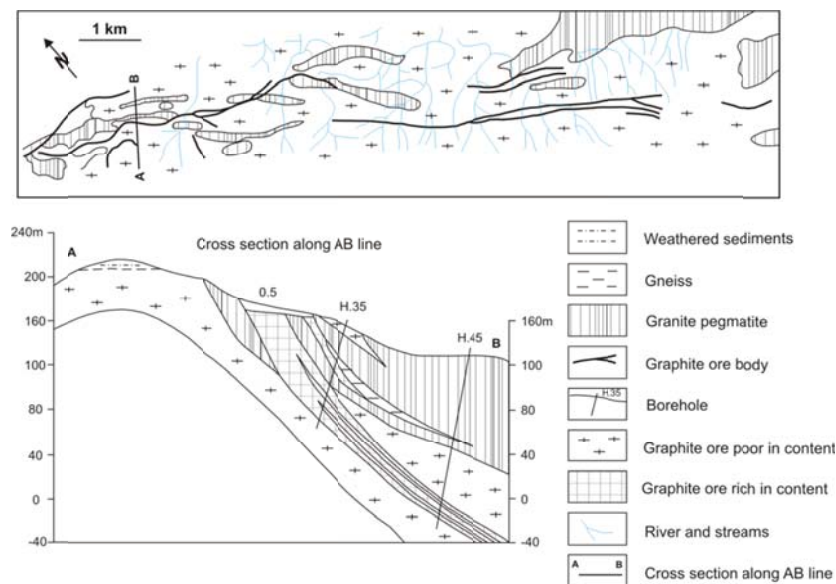 1 km
N
B
A
240m
A
Cross section along AB line
200
0.5
160
H.35
H.45
160m
B
100
100
80
80
40
40
0
0
-40
-40
Weathered sediments
Gneiss
Granite pegmatite
Graphite ore body
H.35
Borehole
Graphite ore poor in content
Graphite ore rich in content
River and streams
A B
Cross section along AB line